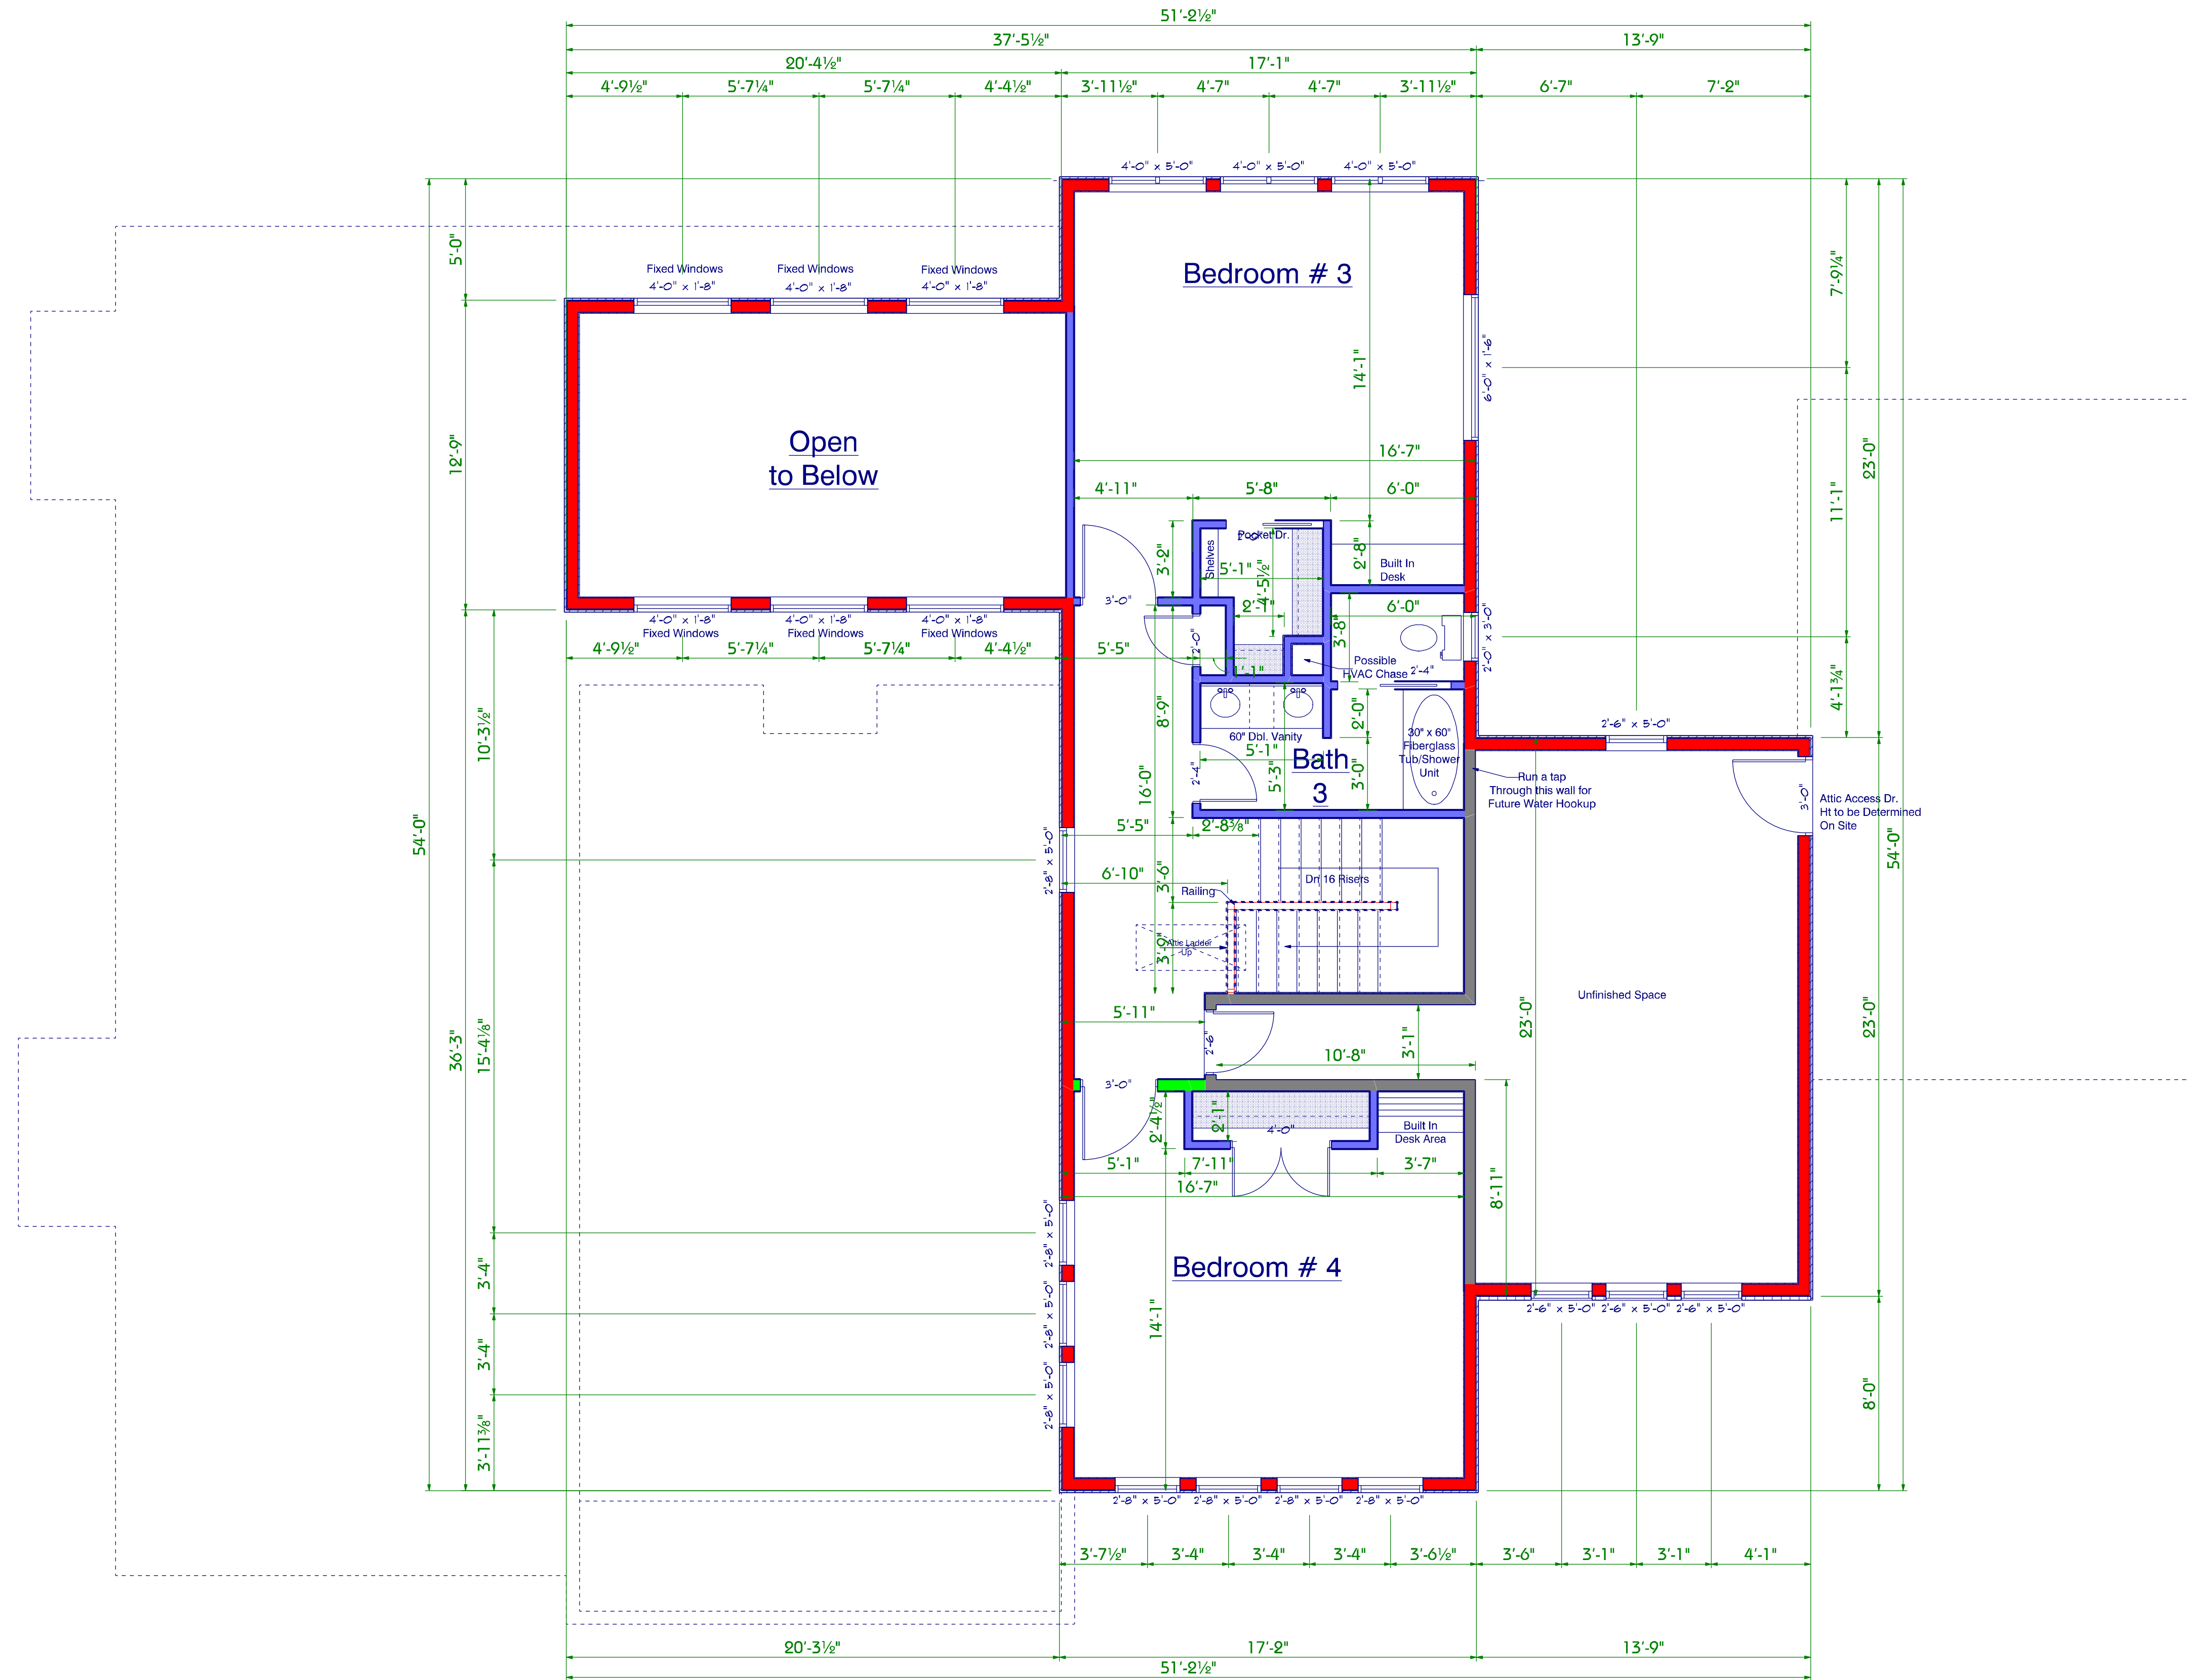 51'-2½"
37'-5½" 13'-9"
20'-4½" 17'-1"
4'-9½" 5'-7¼" 5'-7¼" 4'-4½" 3'-11½" 4'-7" 4'-7" 3'-11½" 6'-7" 7'-2"
4'-0" x 5'-0" 4'-0" x 5'-0" 4'-0" x 5'-0"
5'-0"
7'-9¼"
Fixed Windows Fixed Windows Fixed Windows
4'-0" x 1'-8" 4'-0" x 1'-8" 4'-0" x 1'-8"
Bedroom # 3
14'-1"
6'-0" x 1'-6"
Open
to Below
12'-9"
23'-0"
11'-1"
16'-7"
4'-11" 5'-8" 6'-0"
Pocket Dr.
Shelves
3'-2"
2'-8"
5'-1"
4'-5½"
Built In
Desk
3'-0"
2'-1"
6'-0"
2'-0"
3'-8"
2'-0" x 3'-0"
4'-0" x 1'-8" 4'-0" x 1'-8" 4'-0" x 1'-8"
Fixed Windows Fixed Windows Fixed Windows
4'-9½" 5'-7¼" 5'-7¼" 4'-4½" 5'-5"
1'-1"
Possible
HVAC Chase
2'-4"
4'-1¾"
10'-3½"
8'-9"
2'-0"
60" Dbl. Vanity
5'-1"
5'-3"
3'-0"
2'-4"
Bath
3
30" x 60"
Fiberglass
Tub/Shower
Unit
2'-6" x 5'-0"
Run a tap
Through this wall for
Future Water Hookup
3'-0"
Attic Access Dr.
Ht to be Determined
On Site
16'-0"
54'-0"
54'-0"
5'-5" 2'-8⅜"
2'-8" x 5'-0"
6'-10"
3'-6"
Railing
Dn 16 Risers
3'-9"
Attic Ladder
Up
Unfinished Space
5'-11"
2'-6"
3'-1"
10'-8"
23'-0"
23'-0"
36'-3"
15'-4⅛"
3'-0"
2'-4½"
2'-1"
4'-0"
Built In
Desk Area
5'-1" 7'-11" 3'-7"
16'-7"
8'-11"
2'-8" x 5'-0"
2'-8" x 5'-0"
2'-8" x 5'-0"
Bedroom # 4
14'-1"
3'-4"
3'-4"
3'-11⅜"
2'-6" x 5'-0" 2'-6" x 5'-0" 2'-6" x 5'-0"
8'-0"
2'-8" x 5'-0" 2'-8" x 5'-0" 2'-8" x 5'-0" 2'-8" x 5'-0"
3'-7½" 3'-4" 3'-4" 3'-4" 3'-6½" 3'-6" 3'-1" 3'-1" 4'-1"
20'-3½" 17'-2" 13'-9"
51'-2½"